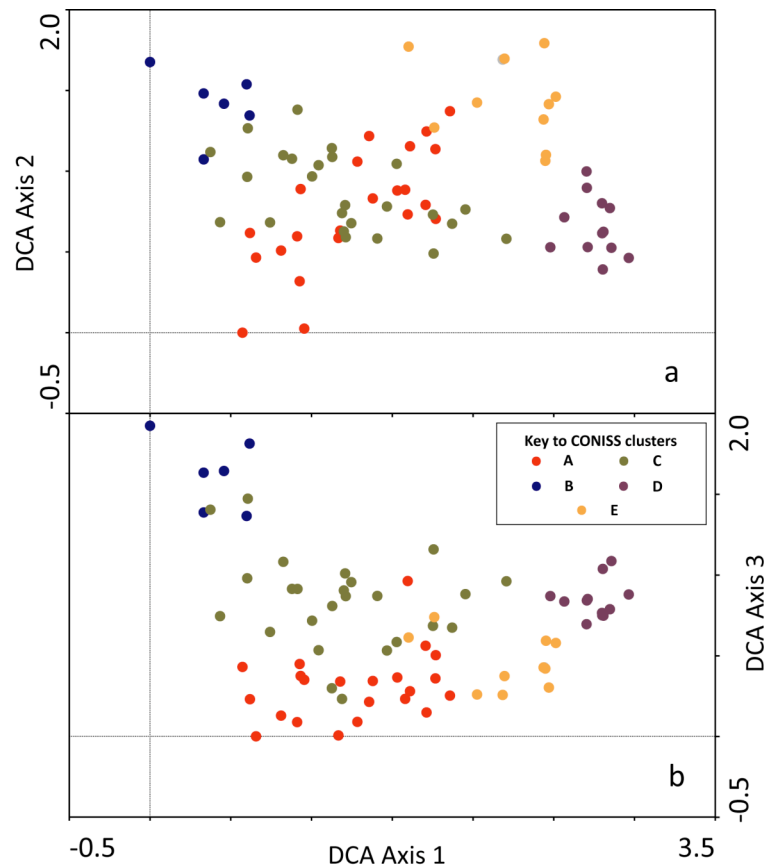 2.0
DCA Axis 2
a
-0.5
Key to CONISS clusters
A C
B D
E
2.0
DCA Axis 3
b
-0.5
-0.5 DCA Axis 1 3.5